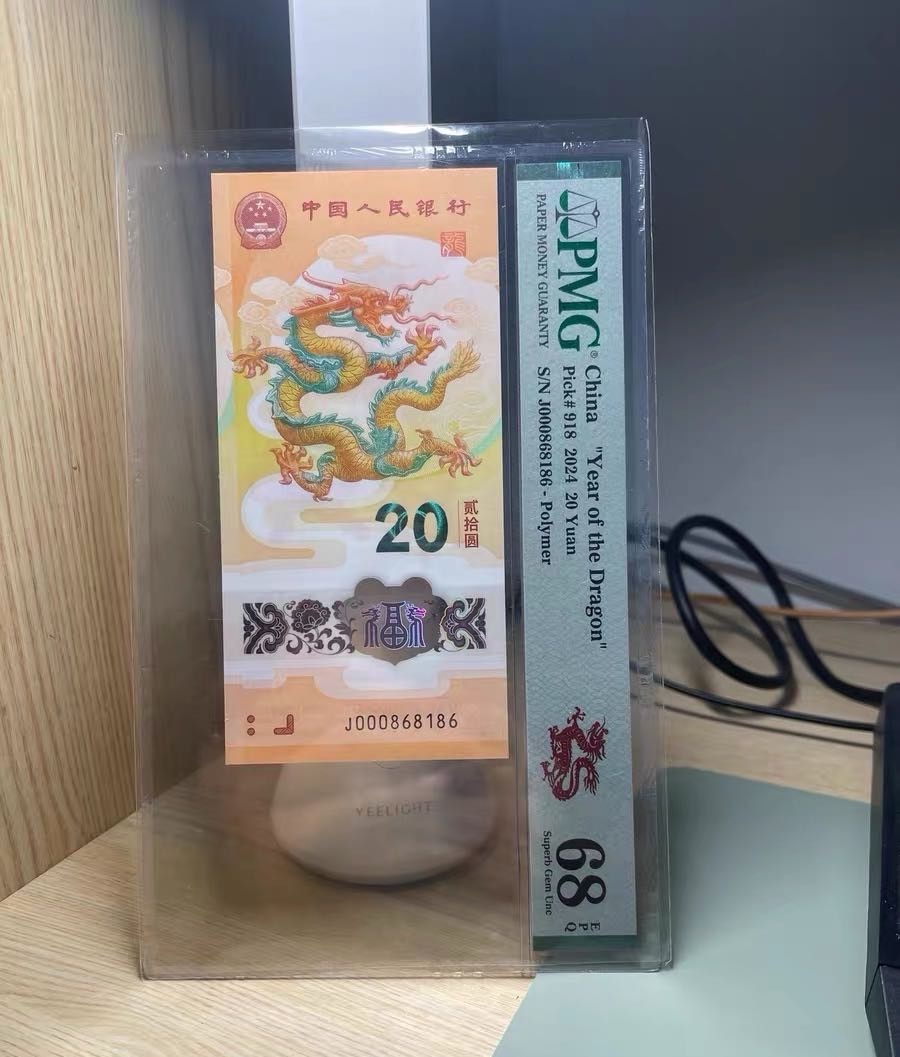 中国人民银行
龍
20
贰拾圆
福
J000868186
YEELIGHT
PMG®
PAPER MONEY GUARANTY
China "Year of the Dragon"
Pick# 918 2024 20 Yuan
S/N J000868186 - Polymer
68
EPQ
Superb Gem Unc